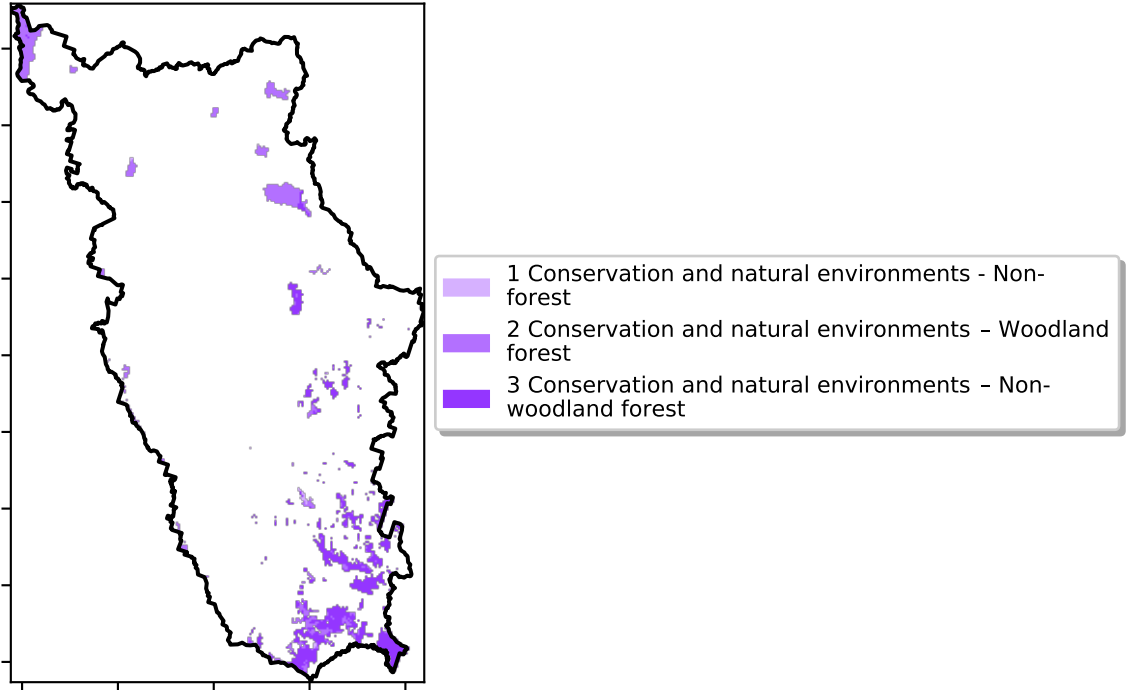 1 Conservation and natural environments - Non-
forest
2 Conservation and natural environments – Woodland
forest
3 Conservation and natural environments – Non-
woodland forest